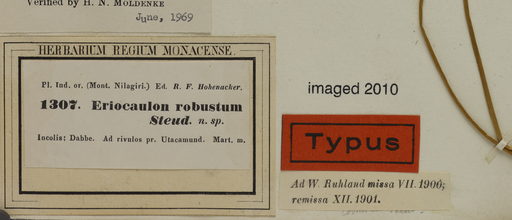 Verified by H. N. MOLDENKE
June, 1969
HERBARIUM REGIUM MONACENSE.
Pl. Ind. or. (Mont. Nilagiri.) Ed. R. F. Hohenacker.
1307. Eriocaulon robustum
Steud. n. sp.
Incolis: Dabbe. Ad rivulos pr. Utacamund. Mart. m.
imaged 2010
Typus
Ad W. Ruhland missa VII. 1900;
remissa XII. 1901.